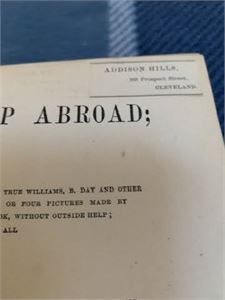 ADDISON HILLS,
Prospect Street,
CLEVELAND.
P ABROAD;
TRUE WILLIAMS, B. DAY AND OTHER
OR FOUR PICTURES MADE BY
OK, WITHOUT OUTSIDE HELP;
ALL